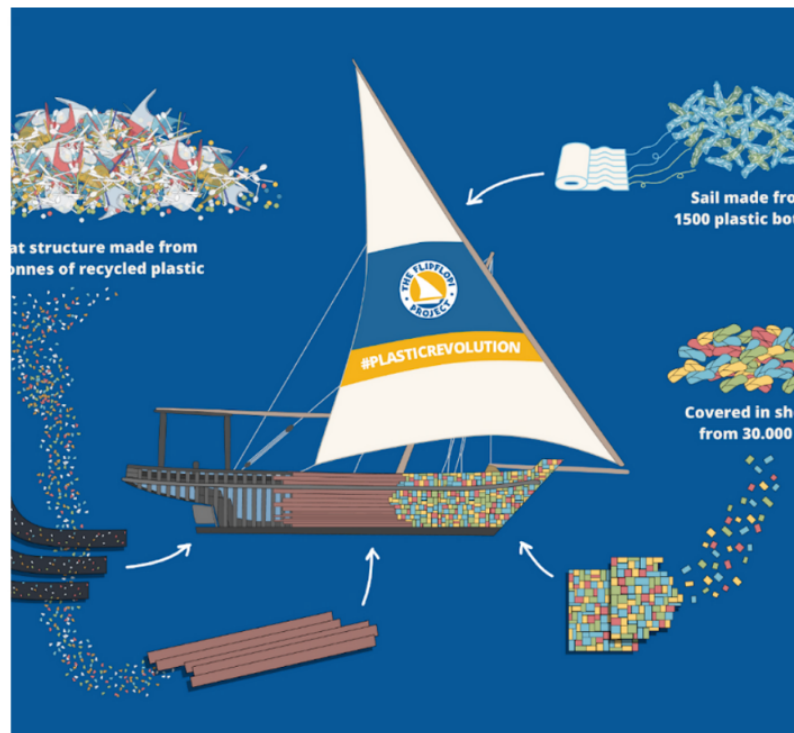 Sail made fro
1500 plastic bo
at structure made from
onnes of recycled plastic
THE FLIPFLOPI
PROJECT
#PLASTICREVOLUTION
Covered in sh
from 30.000